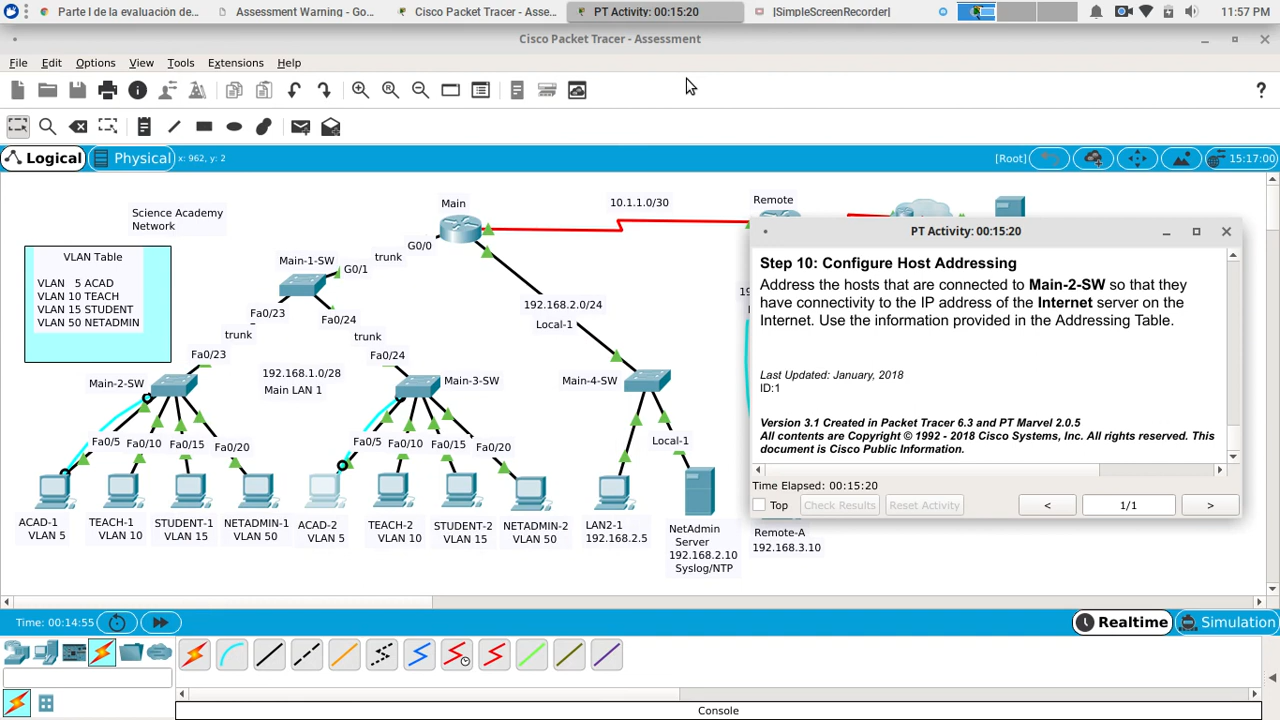 Parte I de la evaluación de...
Assessment Warning - Go...
Cisco Packet Tracer - Asse...
PT Activity: 00:15:20
[SimpleScreenRecorder]
11:57 PM
Cisco Packet Tracer - Assessment
File Edit Options View Tools Extensions Help
?
Logical
Physical
x: 962, y: 2
[Root]
15:17:00
Science Academy
Network
VLAN Table
VLAN 5 ACAD
VLAN 10 TEACH
VLAN 15 STUDENT
VLAN 50 NETADMIN
Main
10.1.1.0/30
Remote
G0/0
trunk
Main-1-SW
G0/1
Fa0/23
Fa0/24
trunk
trunk
192.168.2.0/24
Local-1
Fa0/23
Fa0/24
Main-2-SW
192.168.1.0/28
Main LAN 1
Main-3-SW
Main-4-SW
Fa0/5
Fa0/10
Fa0/15
Fa0/20
Fa0/5
Fa0/10
Fa0/15
Fa0/20
Local-1
ACAD-1
VLAN 5
TEACH-1
VLAN 10
STUDENT-1
VLAN 15
NETADMIN-1
VLAN 50
ACAD-2
VLAN 5
TEACH-2
VLAN 10
STUDENT-2
VLAN 15
NETADMIN-2
VLAN 50
LAN2-1
192.168.2.5
NetAdmin
Server
192.168.2.10
Syslog/NTP
Remote-A
192.168.3.10
PT Activity: 00:15:20
Step 10: Configure Host Addressing
Address the hosts that are connected to Main-2-SW so that they
have connectivity to the IP address of the Internet server on the
Internet. Use the information provided in the Addressing Table.
Last Updated: January, 2018
ID:1
Version 3.1 Created in Packet Tracer 6.3 and PT Marvel 2.0.5
All contents are Copyright © 1992 - 2018 Cisco Systems, Inc. All rights reserved. This
document is Cisco Public Information.
Time Elapsed: 00:15:20
Top
Check Results
Reset Activity
<
1/1
>
Time: 00:14:55
Realtime
Simulation
Console